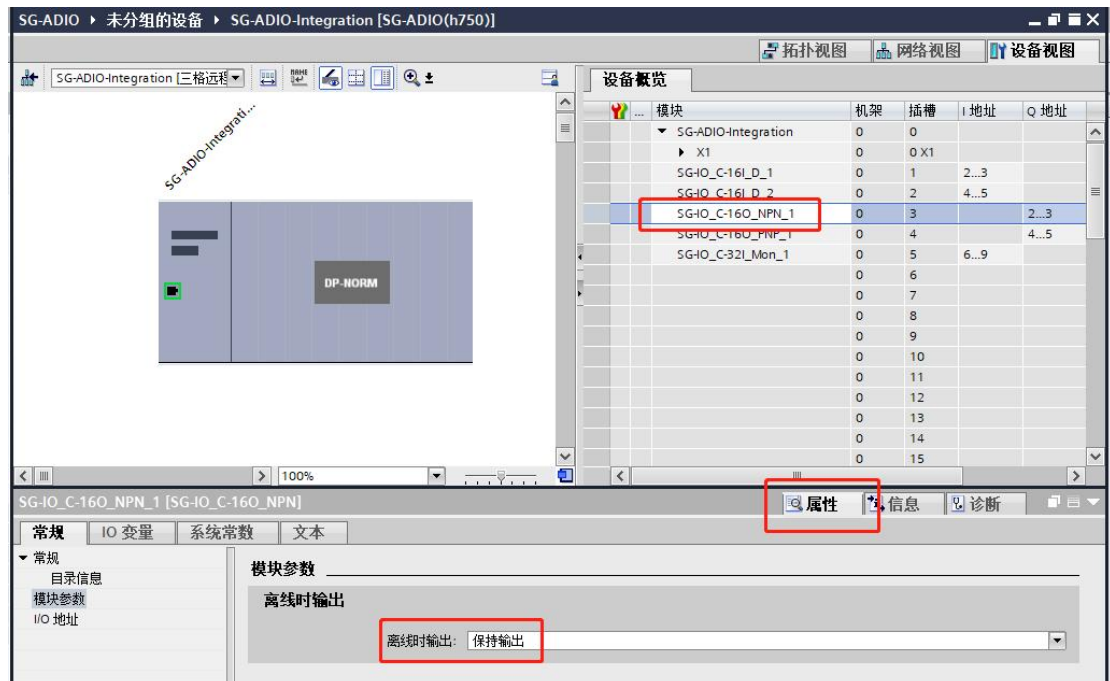 SG-ADIO ▸ 未分组的设备 ▸ SG-ADIO-Integration [SG-ADIO(h750)]
拓扑视图 网络视图 设备视图
SG-ADIO-Integration [三格远程
设备概览
... 模块 机架 插槽 I 地址 Q 地址
SG-ADIO-Integration 0 0
X1 0 0 X1
SG-IO_C-16I_D_1 0 1 2...3
SG-IO_C-16I_D_2 0 2 4...5
SG-IO_C-16O_NPN_1 0 3 2...3
SG-IO_C-16O_PNP_1 0 4 4...5
SG-IO_C-32I_Mon_1 0 5 6...9
0 6
0 7
0 8
0 9
0 10
0 11
0 12
0 13
0 14
0 15
SG-ADIO-Integrati...
DP-NORM
100%
SG-IO_C-16O_NPN_1 [SG-IO_C-16O_NPN]
属性 信息 诊断
常规 IO 变量 系统常数 文本
常规
目录信息
模块参数
I/O 地址
模块参数
离线时输出
离线时输出: 保持输出